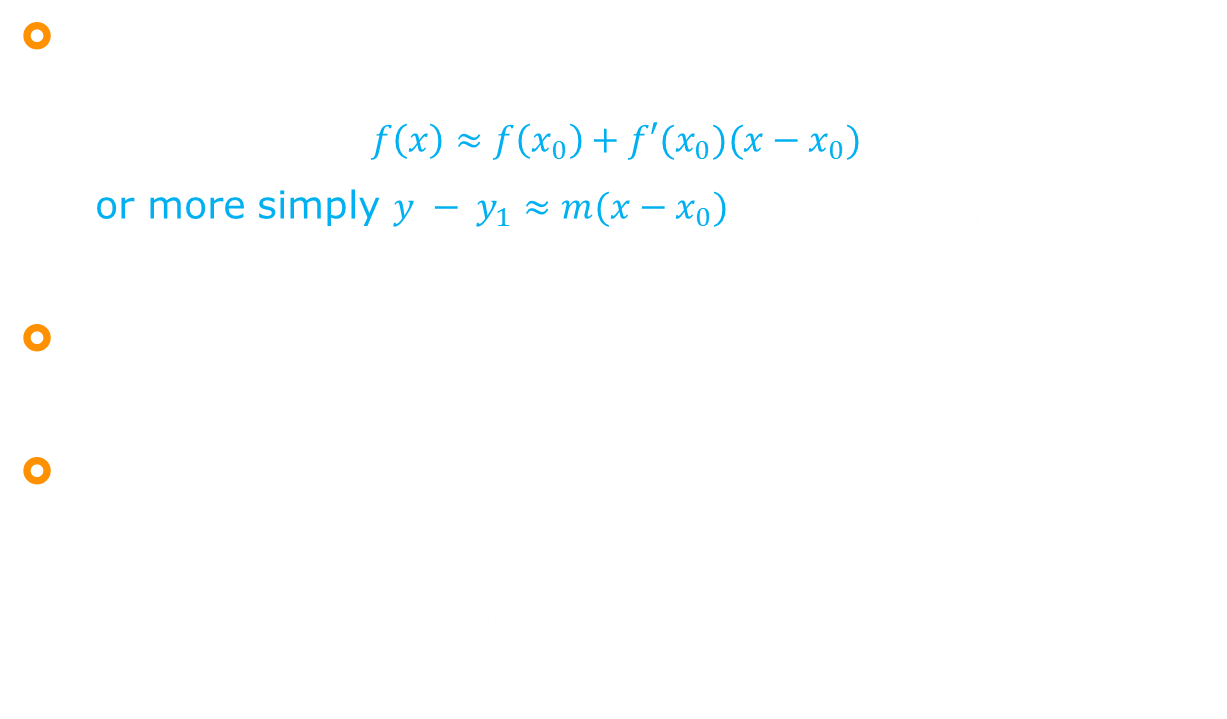 f(x) ≈ f(x₀) + f′(x₀)(x − x₀)
or more simply y − y₁ ≈ m(x − x₀)